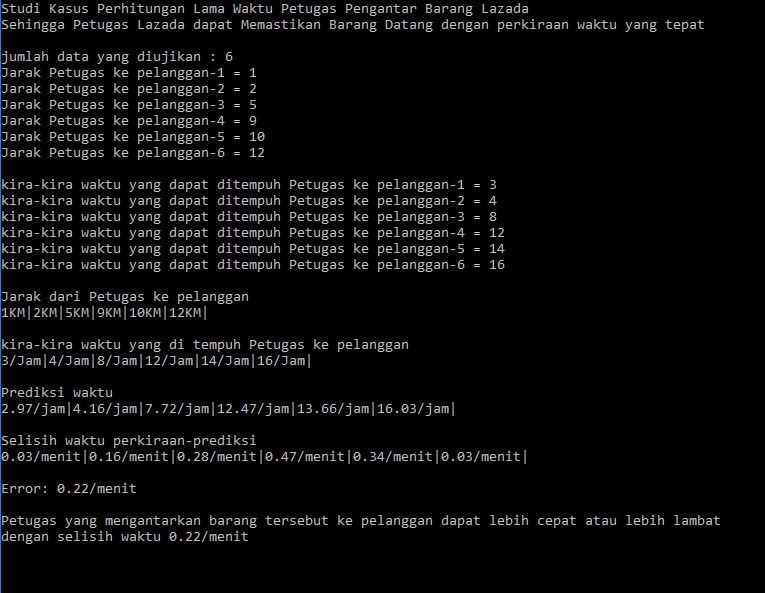 Studi Kasus Perhitungan Lama Waktu Petugas Pengantar Barang Lazada
Sehingga Petugas Lazada dapat Memastikan Barang Datang dengan perkiraan waktu yang tepat
jumlah data yang diujikan : 6
Jarak Petugas ke pelanggan-1 = 1
Jarak Petugas ke pelanggan-2 = 2
Jarak Petugas ke pelanggan-3 = 5
Jarak Petugas ke pelanggan-4 = 9
Jarak Petugas ke pelanggan-5 = 10
Jarak Petugas ke pelanggan-6 = 12
kira-kira waktu yang dapat ditempuh Petugas ke pelanggan-1 = 3
kira-kira waktu yang dapat ditempuh Petugas ke pelanggan-2 = 4
kira-kira waktu yang dapat ditempuh Petugas ke pelanggan-3 = 8
kira-kira waktu yang dapat ditempuh Petugas ke pelanggan-4 = 12
kira-kira waktu yang dapat ditempuh Petugas ke pelanggan-5 = 14
kira-kira waktu yang dapat ditempuh Petugas ke pelanggan-6 = 16
Jarak dari Petugas ke pelanggan
1KM|2KM|5KM|9KM|10KM|12KM|
kira-kira waktu yang di tempuh Petugas ke pelanggan
3/Jam|4/Jam|8/Jam|12/Jam|14/Jam|16/Jam|
Prediksi waktu
2.97/jam|4.16/jam|7.72/jam|12.47/jam|13.66/jam|16.03/jam|
Selisih waktu perkiraan-prediksi
0.03/menit|0.16/menit|0.28/menit|0.47/menit|0.34/menit|0.03/menit|
Error: 0.22/menit
Petugas yang mengantarkan barang tersebut ke pelanggan dapat lebih cepat atau lebih lambat
dengan selisih waktu 0.22/menit